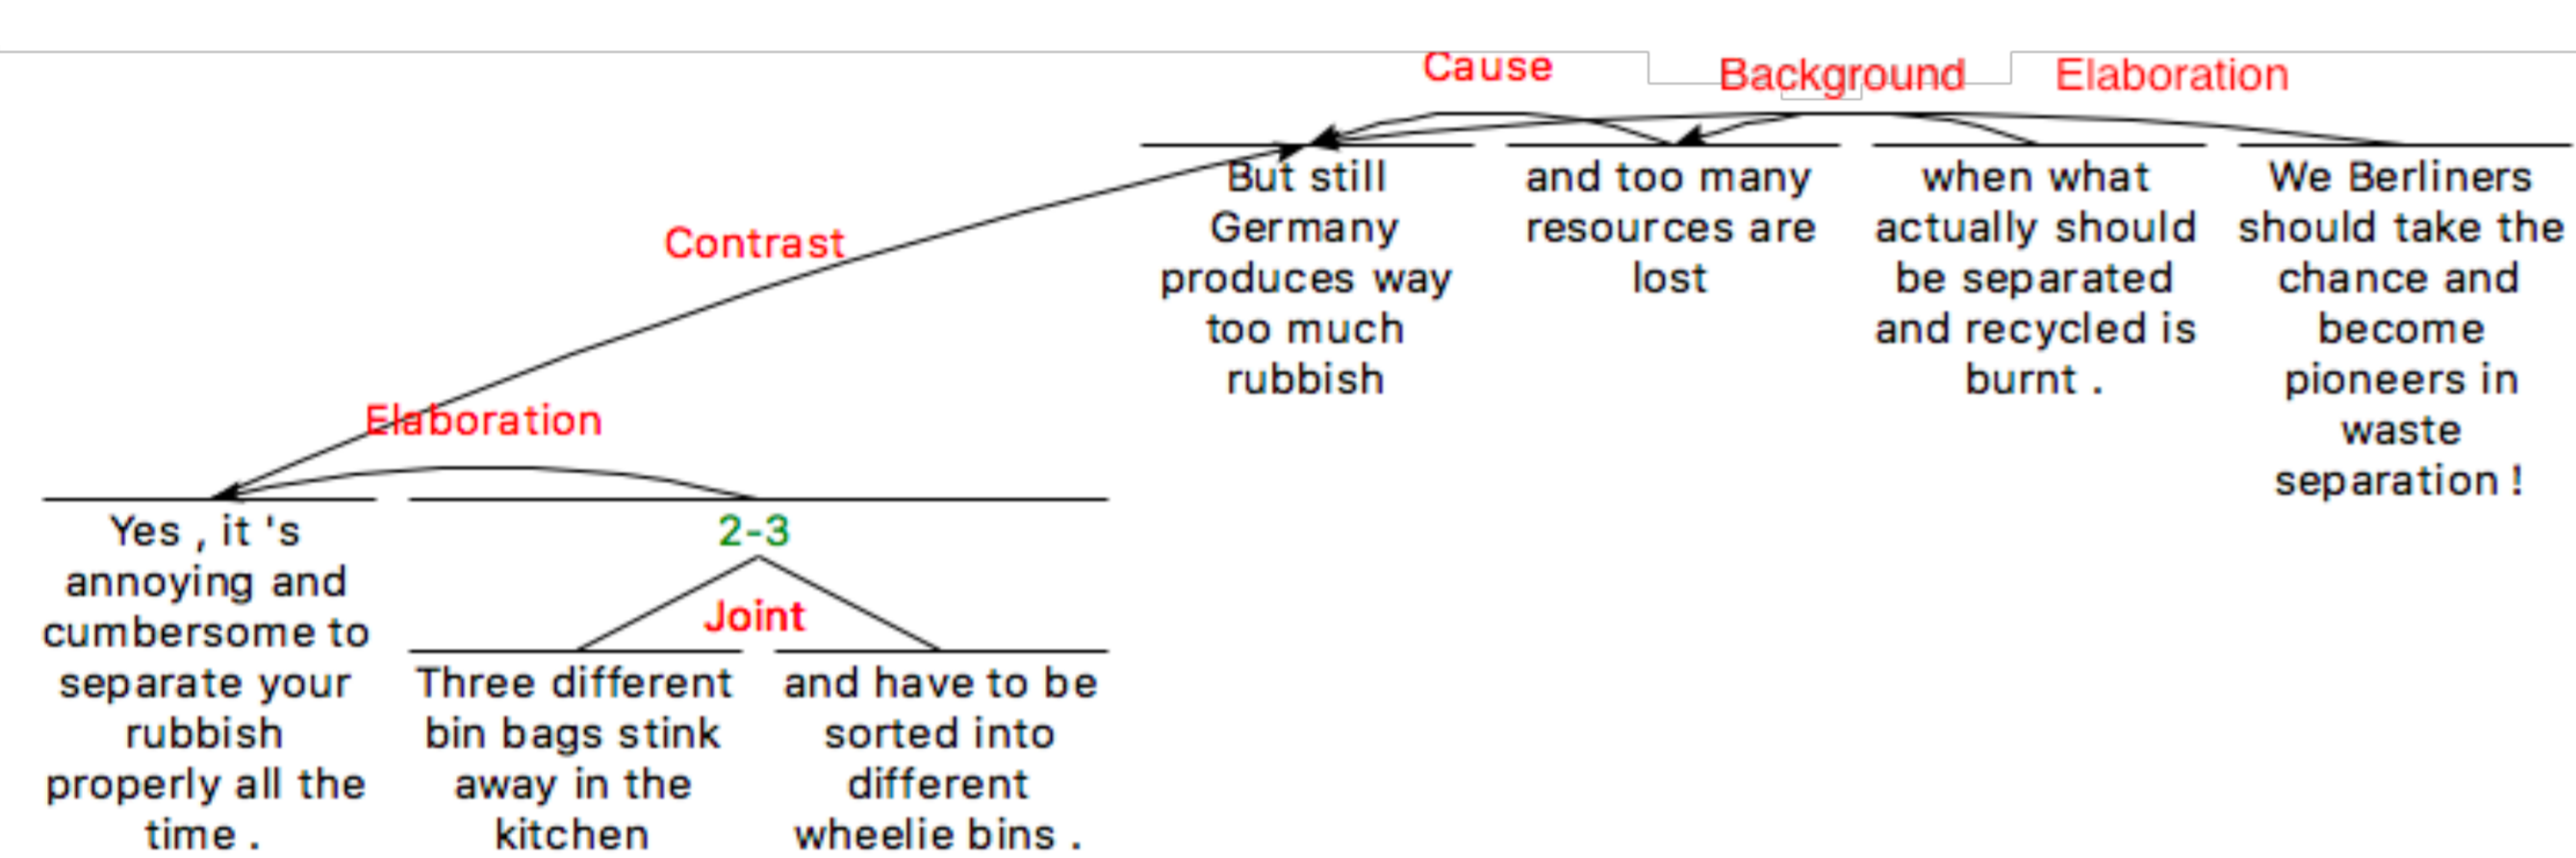 Cause
Background
Elaboration
But still
Germany
produces way
too much
rubbish
and too many
resources are
lost
when what
actually should
be separated
and recycled is
burnt .
We Berliners
should take the
chance and
become
pioneers in
waste
separation !
Contrast
Elaboration
Yes , it 's
annoying and
cumbersome to
separate your
rubbish
properly all the
time .
2-3
Joint
Three different
bin bags stink
away in the
kitchen
and have to be
sorted into
different
wheelie bins .